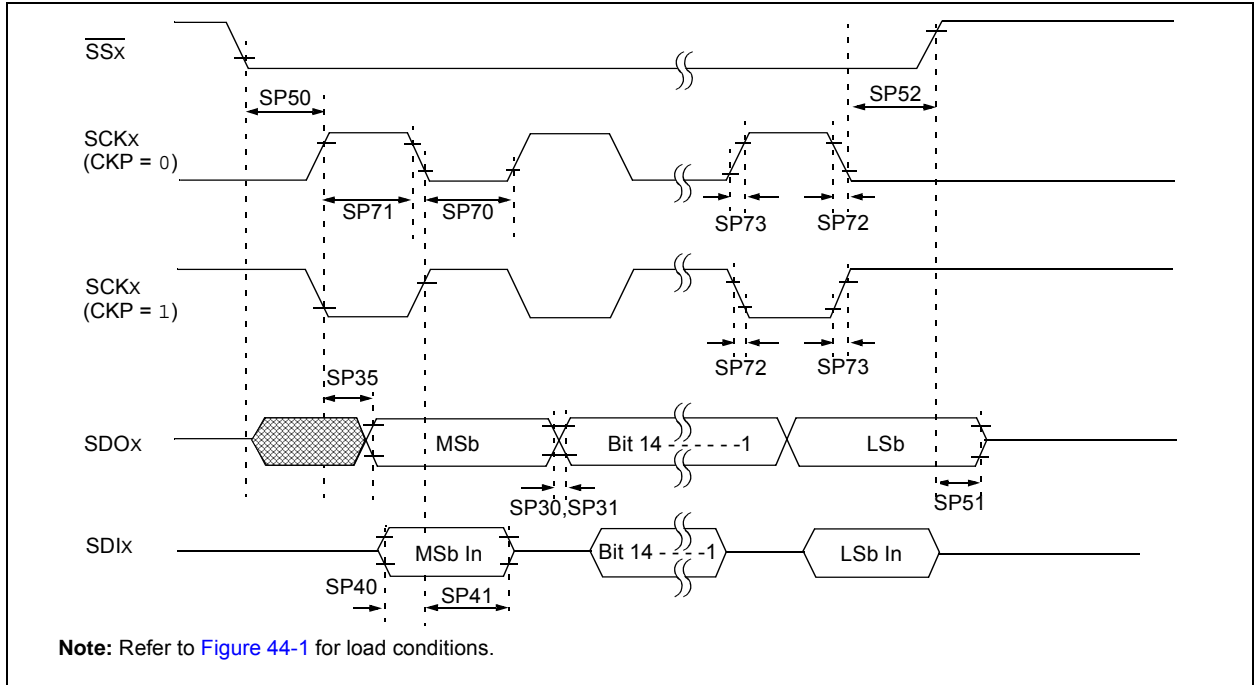 SSX
SP50
SP52
SCKX
(CKP = 0)
SP71
SP70
SP73
SP72
SCKX
(CKP = 1)
SP72
SP73
SP35
SDOX
MSb
Bit 14 - - - - - -1
LSb
SP30,SP31
SP51
SDIX
MSb In
Bit 14 - - - -1
LSb In
SP40
SP41
Note: Refer to Figure 44-1 for load conditions.